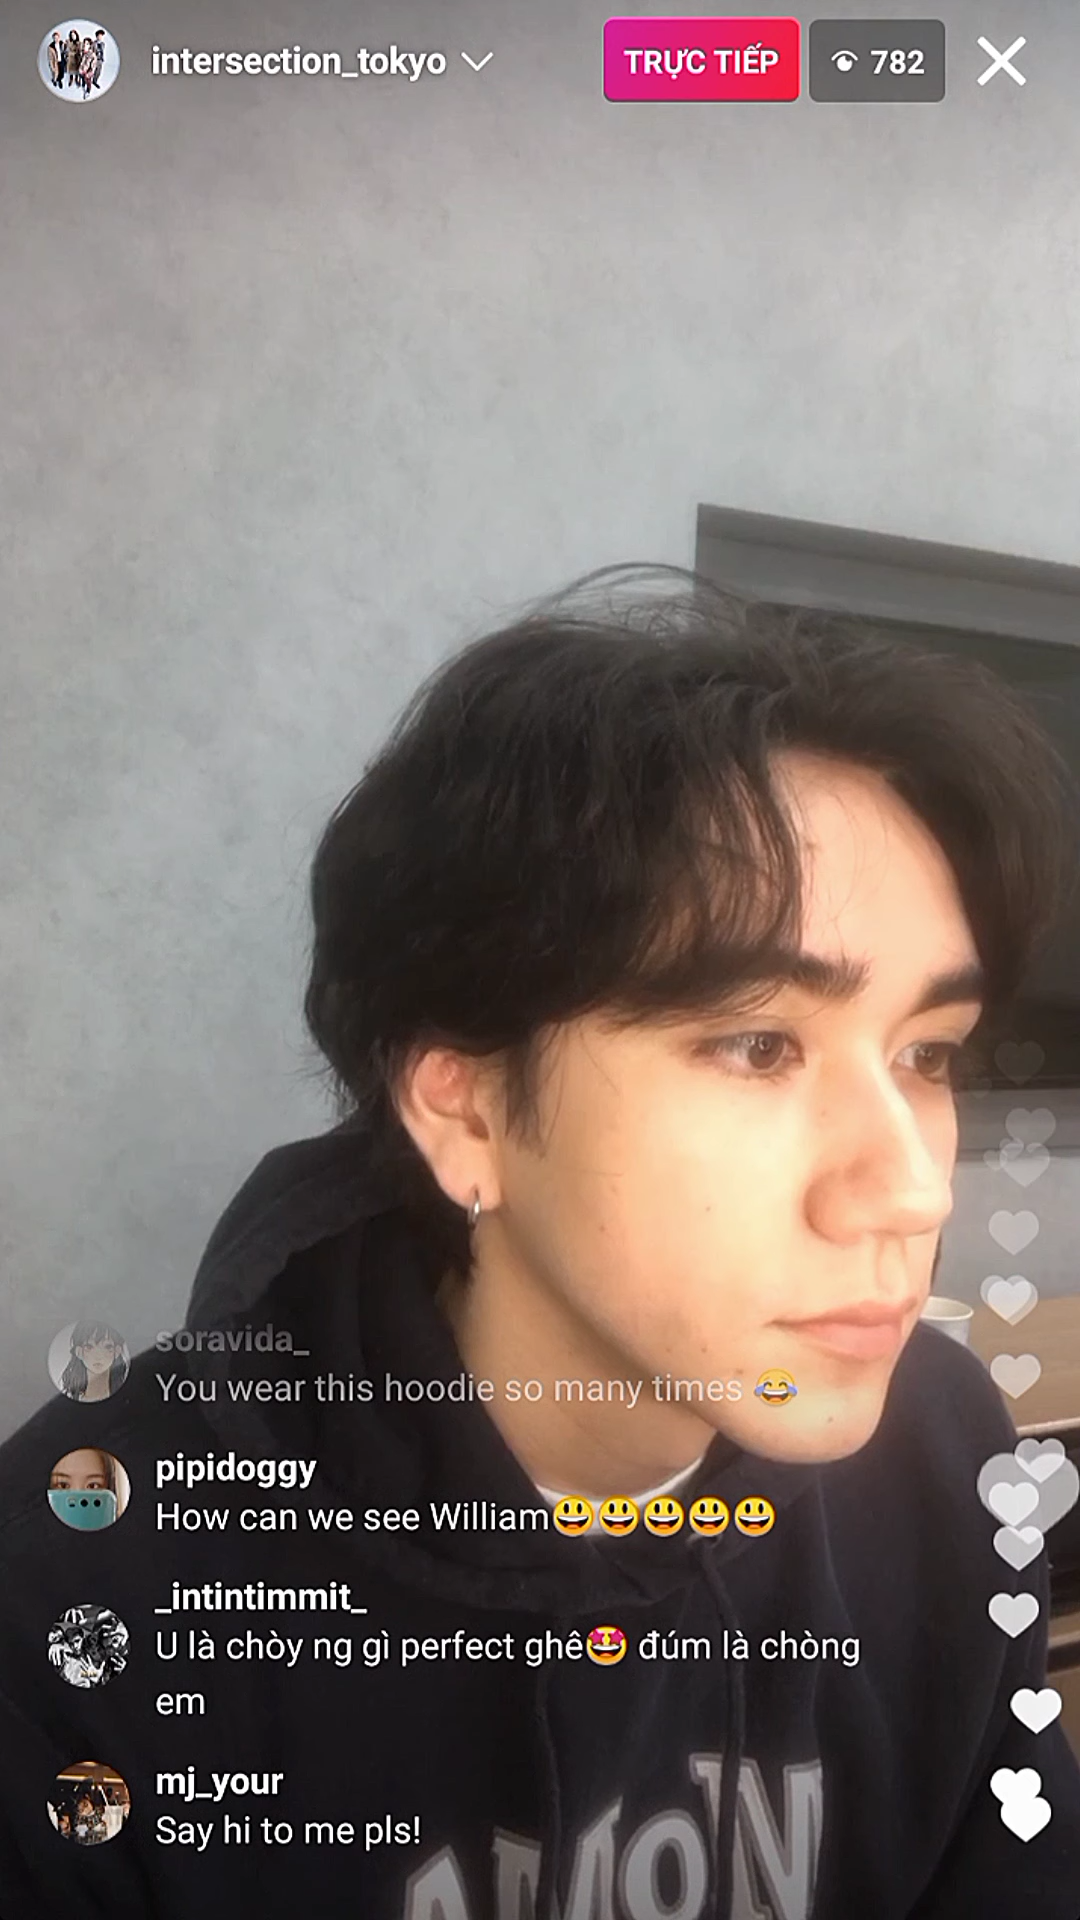 intersection_tokyo
TRỰC TIẾP
782
soravida_
You wear this hoodie so many times 😂
pipidoggy
How can we see William😃😃😃😃😃
_intintimmit_
U là chòy ng gì perfect ghê🤩 đúm là chòng
em
mj_your
Say hi to me pls!
AMON